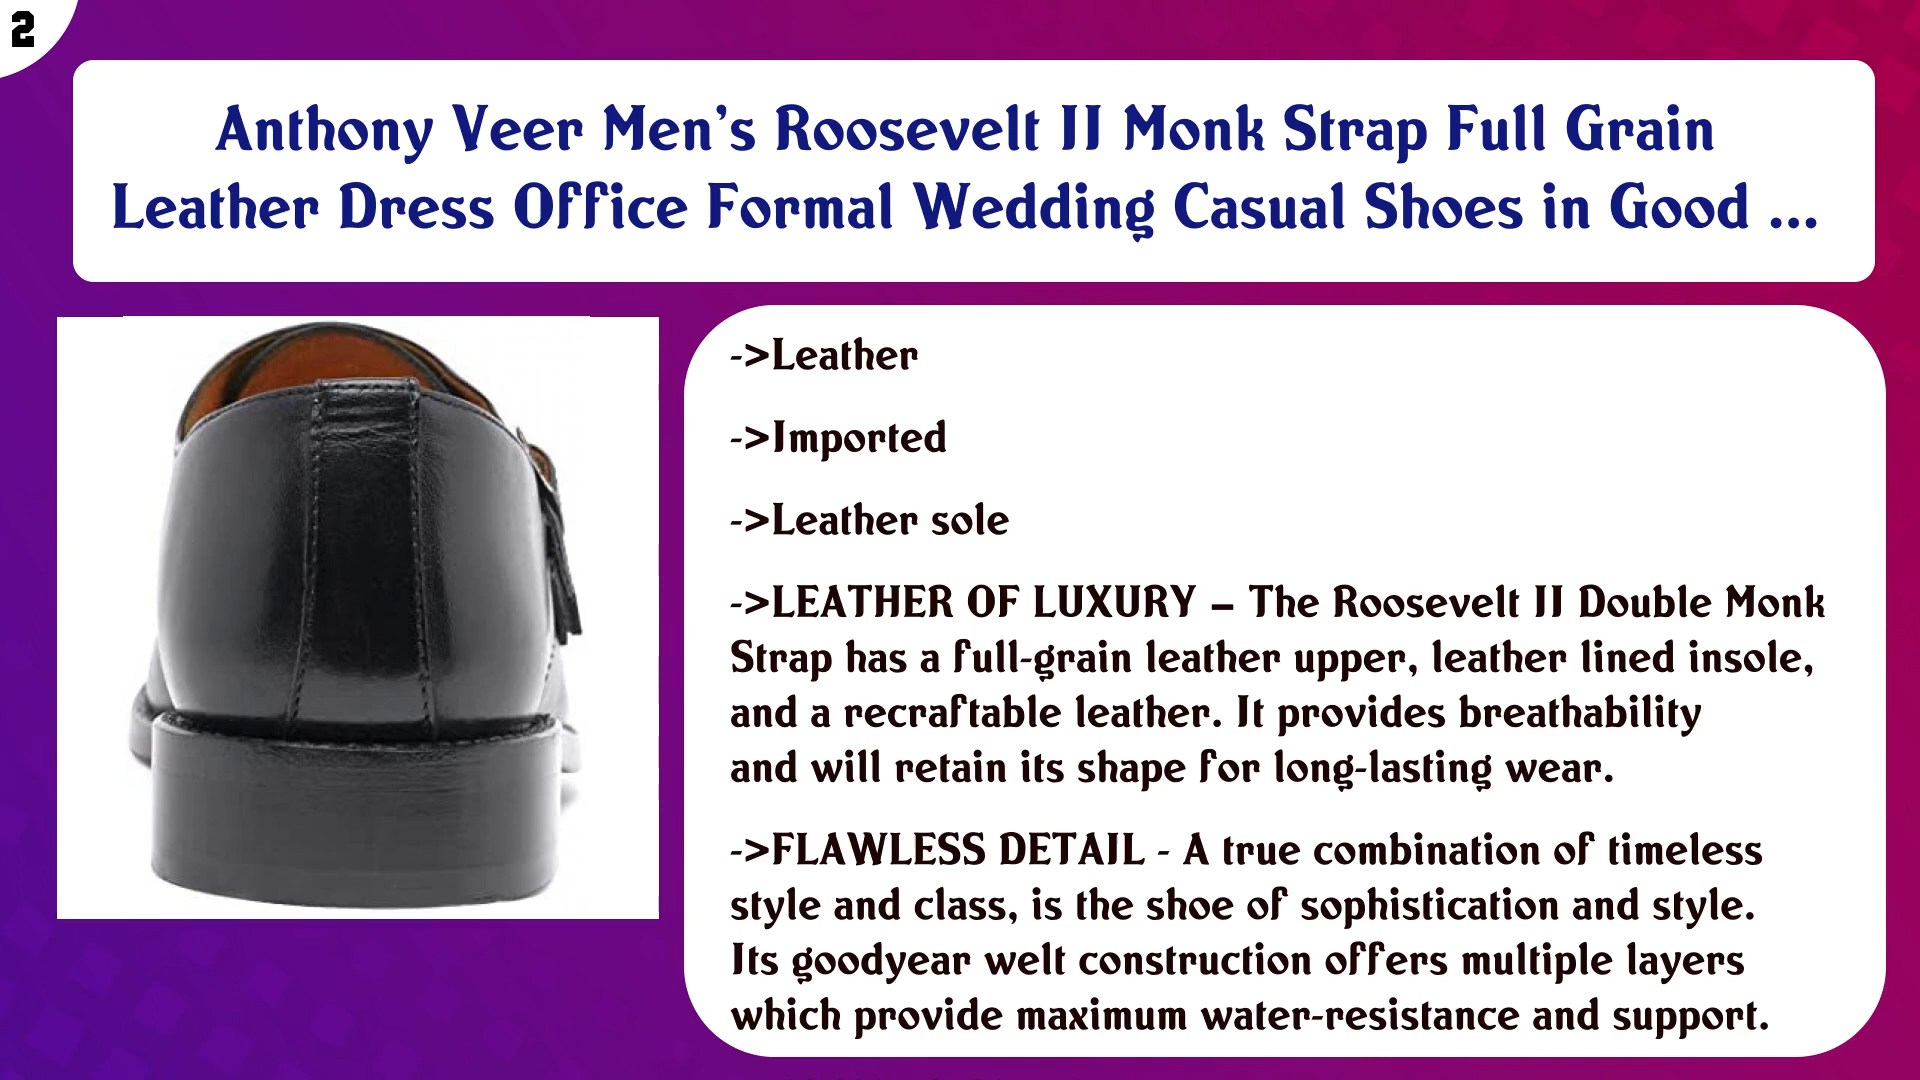 2
Anthony Veer Men's Roosevelt II Monk Strap Full Grain
Leather Dress Office Formal Wedding Casual Shoes in Good ...
->Leather
->Imported
->Leather sole
->LEATHER OF LUXURY – The Roosevelt II Double Monk
Strap has a full-grain leather upper, leather lined insole,
and a recraftable leather. It provides breathability
and will retain its shape for long-lasting wear.
->FLAWLESS DETAIL - A true combination of timeless
style and class, is the shoe of sophistication and style.
Its goodyear welt construction offers multiple layers
which provide maximum water-resistance and support.